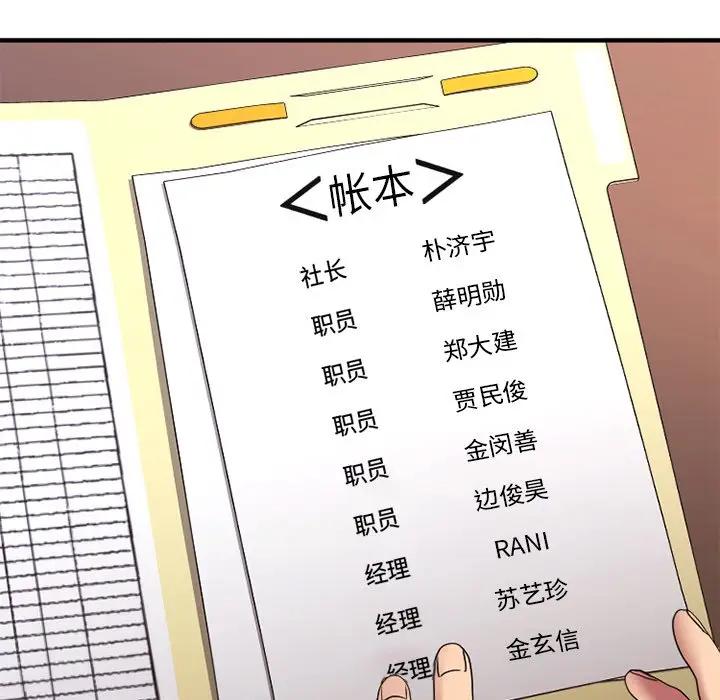 <帐本>
社长 朴济宇
职员 薛明勋
职员 郑大建
职员 贾民俊
职员 金闵善
职员 边俊昊
经理 RANI
经理 苏艺珍
经理 金玄信